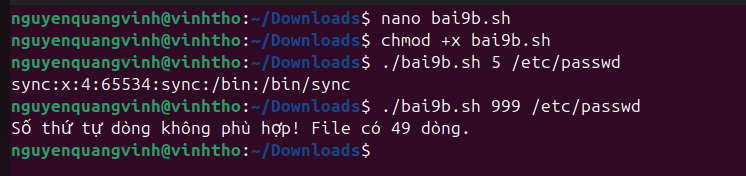 nguyenquangvinh@vinhtho:~/Downloads$ nano bai9b.sh
nguyenquangvinh@vinhtho:~/Downloads$ chmod +x bai9b.sh
nguyenquangvinh@vinhtho:~/Downloads$ ./bai9b.sh 5 /etc/passwd
sync:x:4:65534:sync:/bin:/bin/sync
nguyenquangvinh@vinhtho:~/Downloads$ ./bai9b.sh 999 /etc/passwd
Số thứ tự dòng không phù hợp! File có 49 dòng.
nguyenquangvinh@vinhtho:~/Downloads$